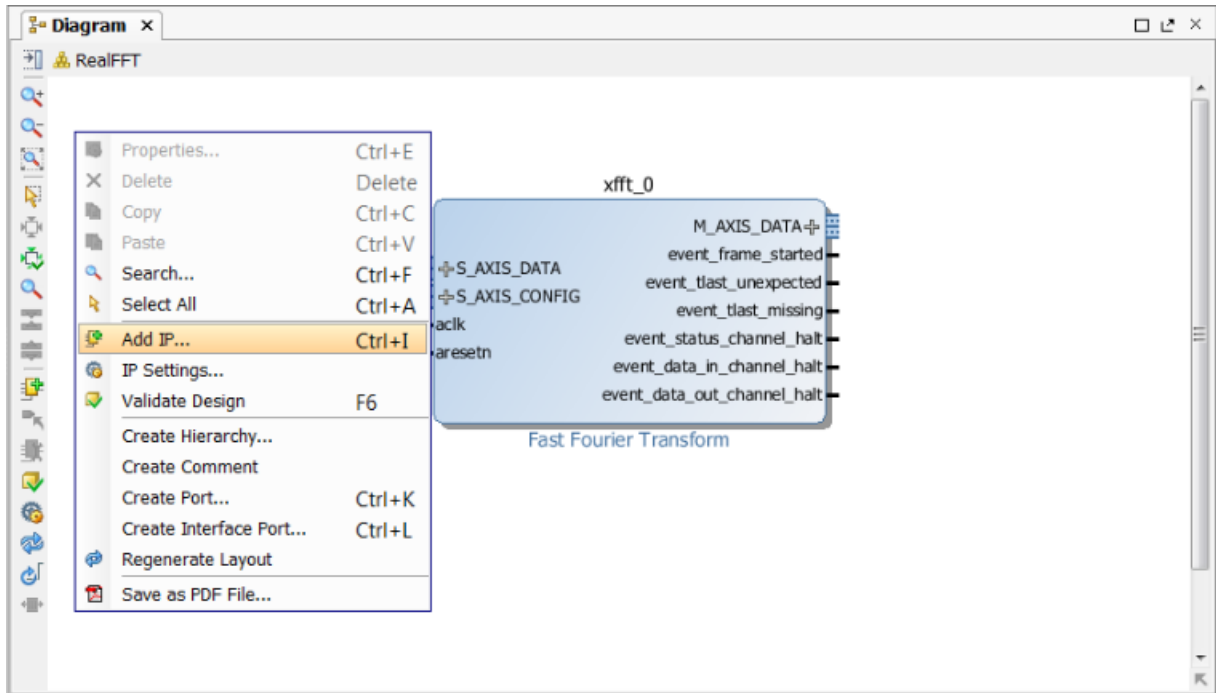 Diagram
RealFFT
Properties... Ctrl+E
Delete Delete
Copy Ctrl+C
Paste Ctrl+V
Search... Ctrl+F
Select All Ctrl+A
Add IP... Ctrl+I
IP Settings...
Validate Design F6
Create Hierarchy...
Create Comment
Create Port... Ctrl+K
Create Interface Port... Ctrl+L
Regenerate Layout
Save as PDF File...
xfft_0
S_AXIS_DATA
S_AXIS_CONFIG
aclk
aresetn
M_AXIS_DATA
event_frame_started
event_tlast_unexpected
event_tlast_missing
event_status_channel_halt
event_data_in_channel_halt
event_data_out_channel_halt
Fast Fourier Transform